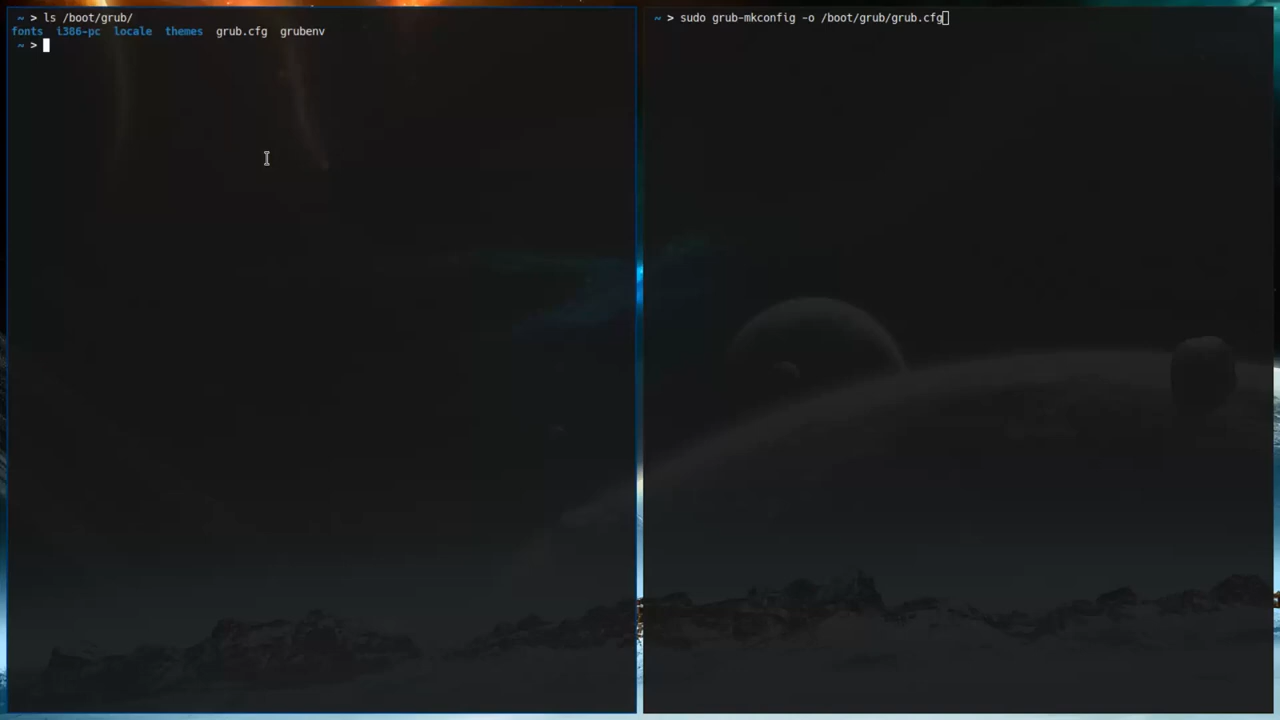 ~ > ls /boot/grub/
fonts i386-pc locale themes grub.cfg grubenv
~ >
~ > sudo grub-mkconfig -o /boot/grub/grub.cfg